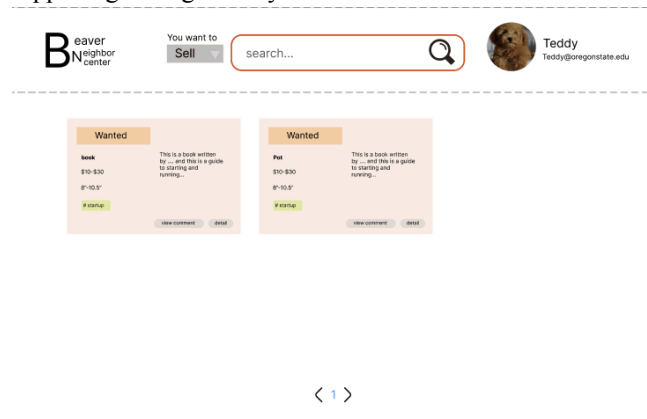 Beaver
Neighbor
center
You want to
Sell
search...
Teddy
Teddy@oregonstate.edu
Wanted
book
$10-$30
8"-10.5"
# startup
This is a book written
by .... and this is a guide
to starting and
running...
view comment
detail
Wanted
Pot
$10-$30
8"-10.5"
# startup
This is a book written
by .... and this is a guide
to starting and
running...
view comment
detail
< 1 >